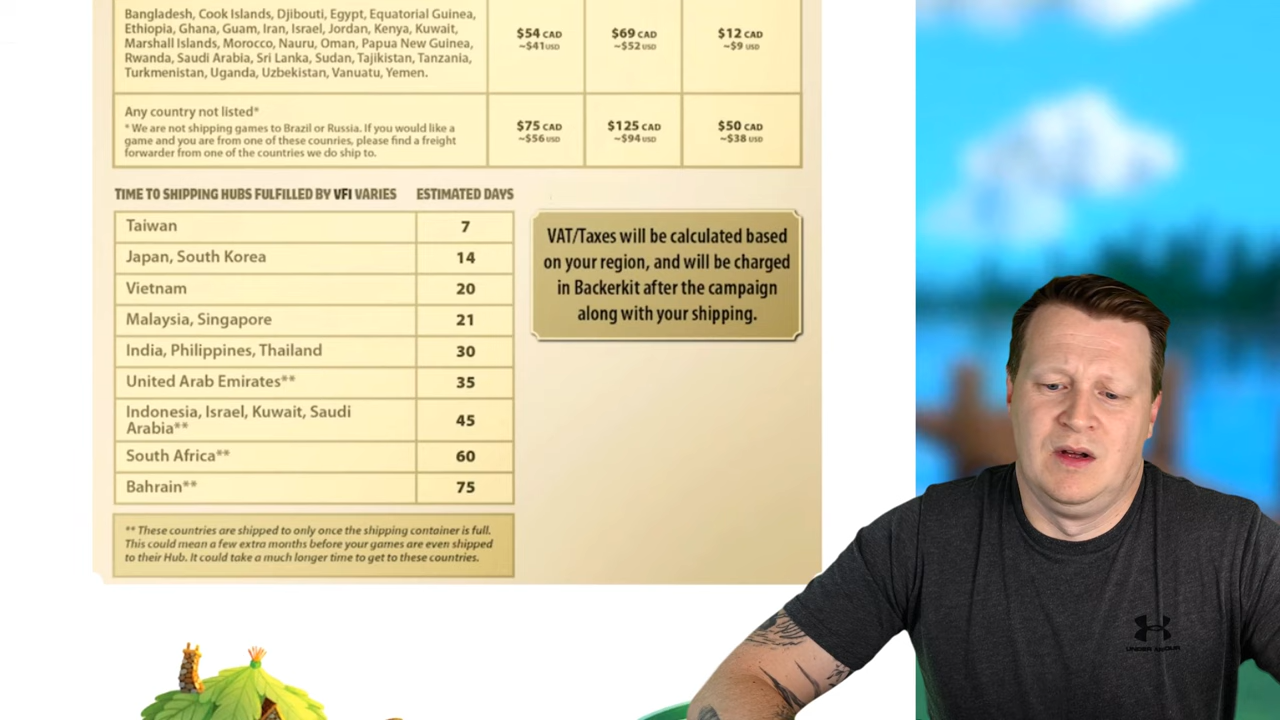 Bangladesh, Cook Islands, Djibouti, Egypt, Equatorial Guinea,
Ethiopia, Ghana, Guam, Iran, Israel, Jordan, Kenya, Kuwait,
Marshall Islands, Morocco, Nauru, Oman, Papua New Guinea,
Rwanda, Saudi Arabia, Sri Lanka, Sudan, Tajikistan, Tanzania,
Turkmenistan, Uganda, Uzbekistan, Vanuatu, Yemen.
$54 CAD
~$41USD
$69 CAD
~$52USD
$12 CAD
~$9 USD
Any country not listed*
* We are not shipping games to Brazil or Russia. If you would like a
game and you are from one of these counries, please find a freight
forwarder from one of the countries we do ship to.
$75 CAD
~$56 USD
$125 CAD
~$94USD
$50 CAD
~$38 USD
TIME TO SHIPPING HUBS FULFILLED BY VFI VARIES ESTIMATED DAYS
Taiwan 7
Japan, South Korea 14
Vietnam 20
Malaysia, Singapore 21
India, Philippines, Thailand 30
United Arab Emirates** 35
Indonesia, Israel, Kuwait, Saudi
Arabia**
45
South Africa** 60
Bahrain** 75
** These countries are shipped to only once the shipping container is full.
This could mean a few extra months before your games are even shipped
to their Hub. It could take a much longer time to get to these countries.
VAT/Taxes will be calculated based
on your region, and will be charged
in Backerkit after the campaign
along with your shipping.
UNDER ARMOUR